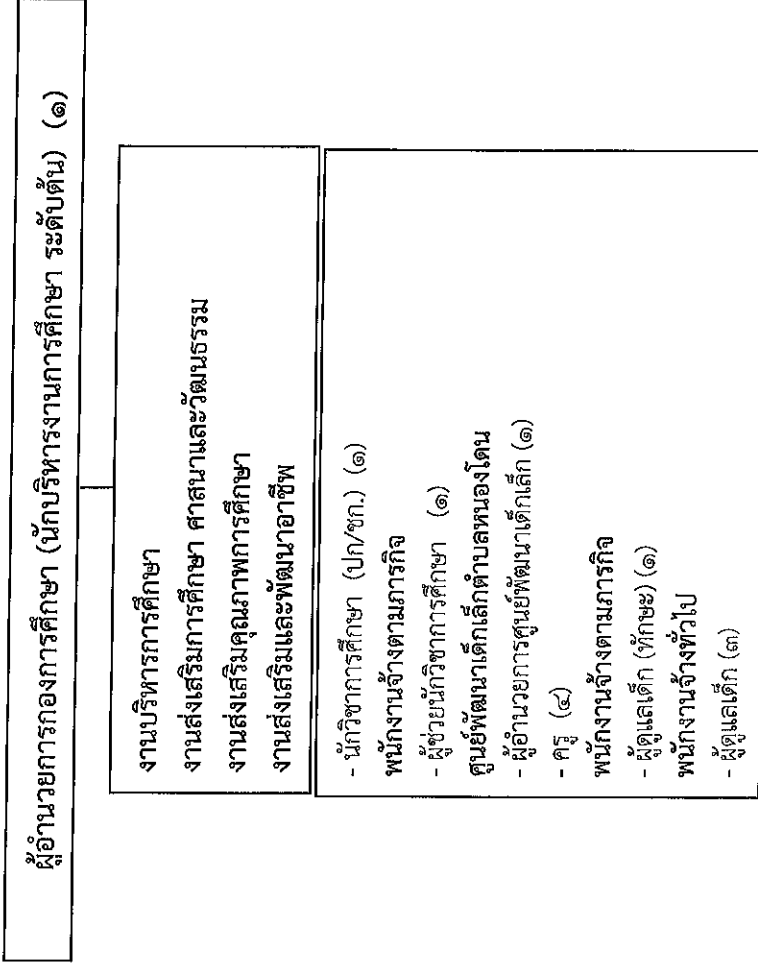 ผู้อำนวยการกองการศึกษา (นักบริหารงานการศึกษา ระดับต้น) (๑)
งานบริหารการศึกษา
งานส่งเสริมการศึกษา ศาสนาและวัฒนธรรม
งานส่งเสริมคุณภาพการศึกษา
งานส่งเสริมและพัฒนาอาชีพ
- นักวิชาการศึกษา (ปก/ชก.) (๑)
พนักงานจ้างตามภารกิจ
- ผู้ช่วยนักวิชาการศึกษา (๑)
ศูนย์พัฒนาเด็กเล็กตำบลหนองโดน
- ผู้อำนวยการศูนย์พัฒนาเด็กเล็ก (๑)
- ครู (๔)
พนักงานจ้างตามภารกิจ
- ผู้ดูแลเด็ก (ทักษะ) (๑)
พนักงานจ้างทั่วไป
- ผู้ดูแลเด็ก (๓)